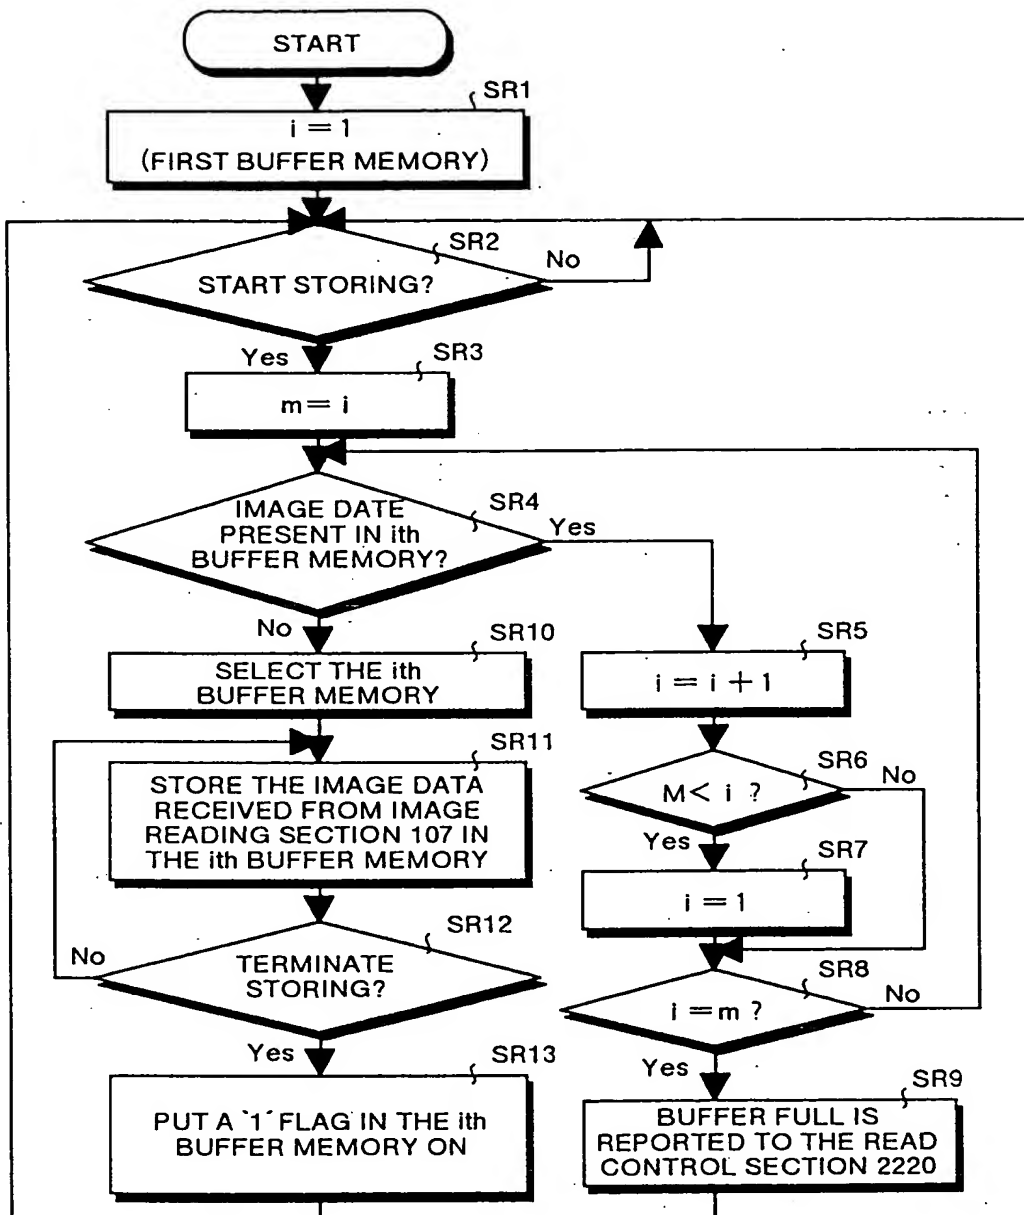 START
SR1
i = 1
(FIRST BUFFER MEMORY)
SR2
START STORING?
No
Yes
SR3
m = i
SR4
IMAGE DATE
PRESENT IN ith
BUFFER MEMORY?
Yes
No
SR10
SELECT THE ith
BUFFER MEMORY
SR5
i = i + 1
SR11
STORE THE IMAGE DATA
RECEIVED FROM IMAGE
READING SECTION 107 IN
THE ith BUFFER MEMORY
SR6
M < i ?
No
Yes
SR7
i = 1
SR12
TERMINATE
STORING?
No
Yes
SR8
i = m ?
No
Yes
SR13
PUT A `1´ FLAG IN THE ith
BUFFER MEMORY ON
SR9
BUFFER FULL IS
REPORTED TO THE READ
CONTROL SECTION 2220